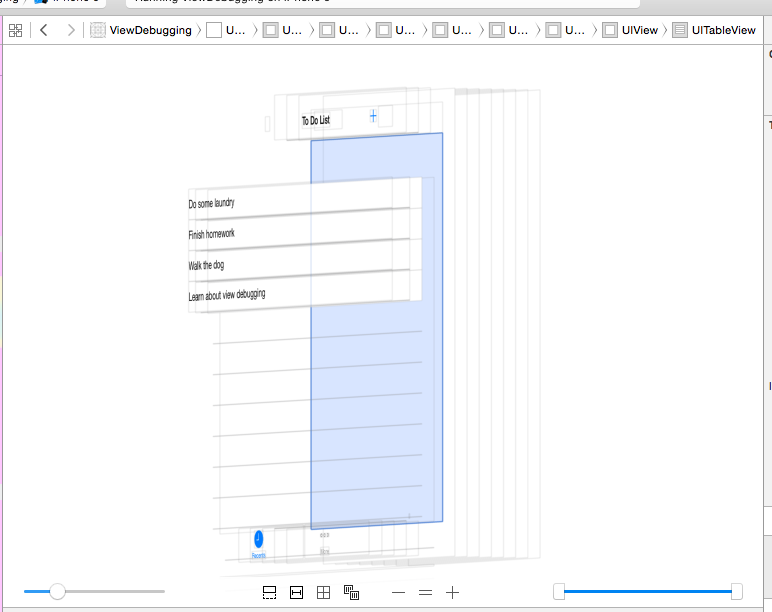 ViewDebugging U... U... U... U... U... U... U... UIView UITableView
To Do List +
Do some laundry
Finish homework
Walk the dog
Learn about view debugging
Recents
More